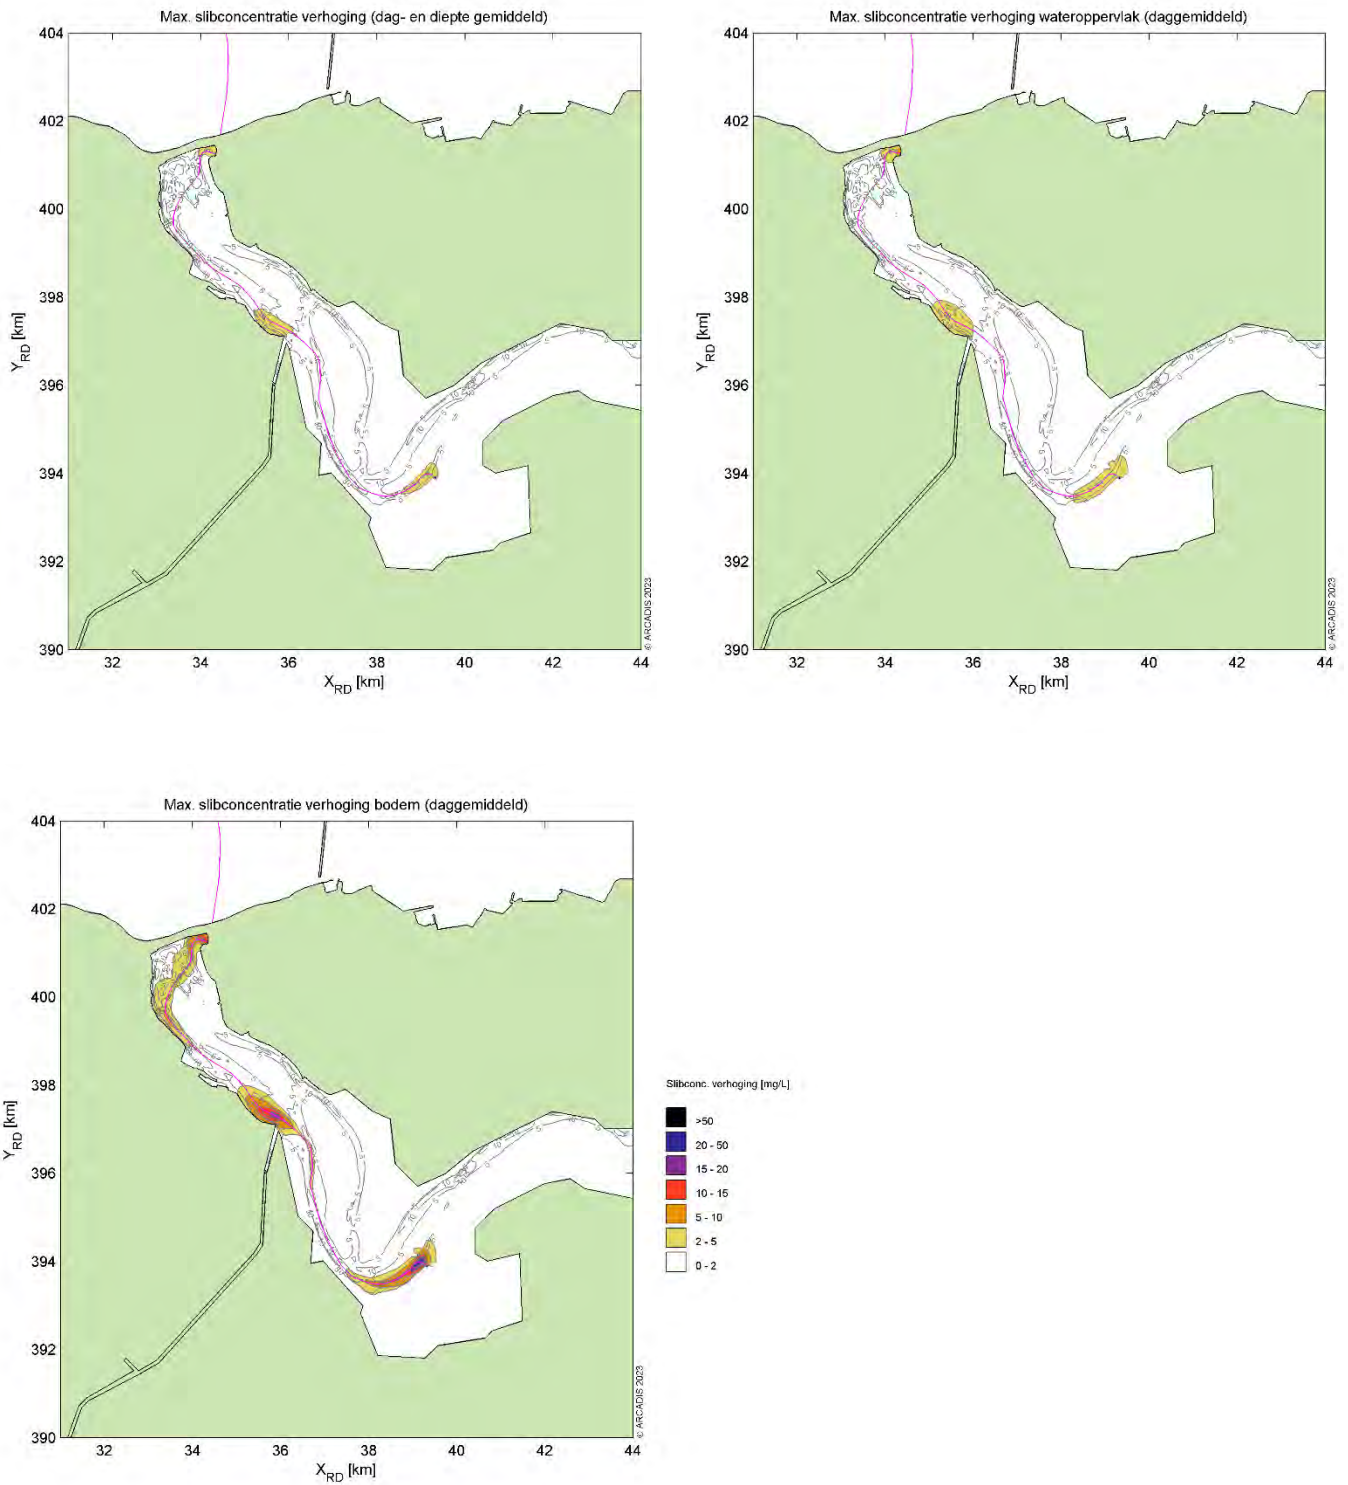 Max. slibconcentratie verhoging (dag- en diepte gemiddeld)
404
402
400
398
396
394
392
390
Y_RD [km]
32 34 36 38 40 42 44
X_RD [km]
© ARCADIS 2023
Max. slibconcentratie verhoging wateroppervlak (daggemiddeld)
404
402
400
398
396
394
392
390
Y_RD [km]
32 34 36 38 40 42 44
X_RD [km]
© ARCADIS 2023
Max. slibconcentratie verhoging bodem (daggemiddeld)
404
402
400
398
396
394
392
390
Y_RD [km]
32 34 36 38 40 42 44
X_RD [km]
© ARCADIS 2023
Slibconc. verhoging [mg/L]
>50
20 - 50
15 - 20
10 - 15
5 - 10
2 - 5
0 - 2